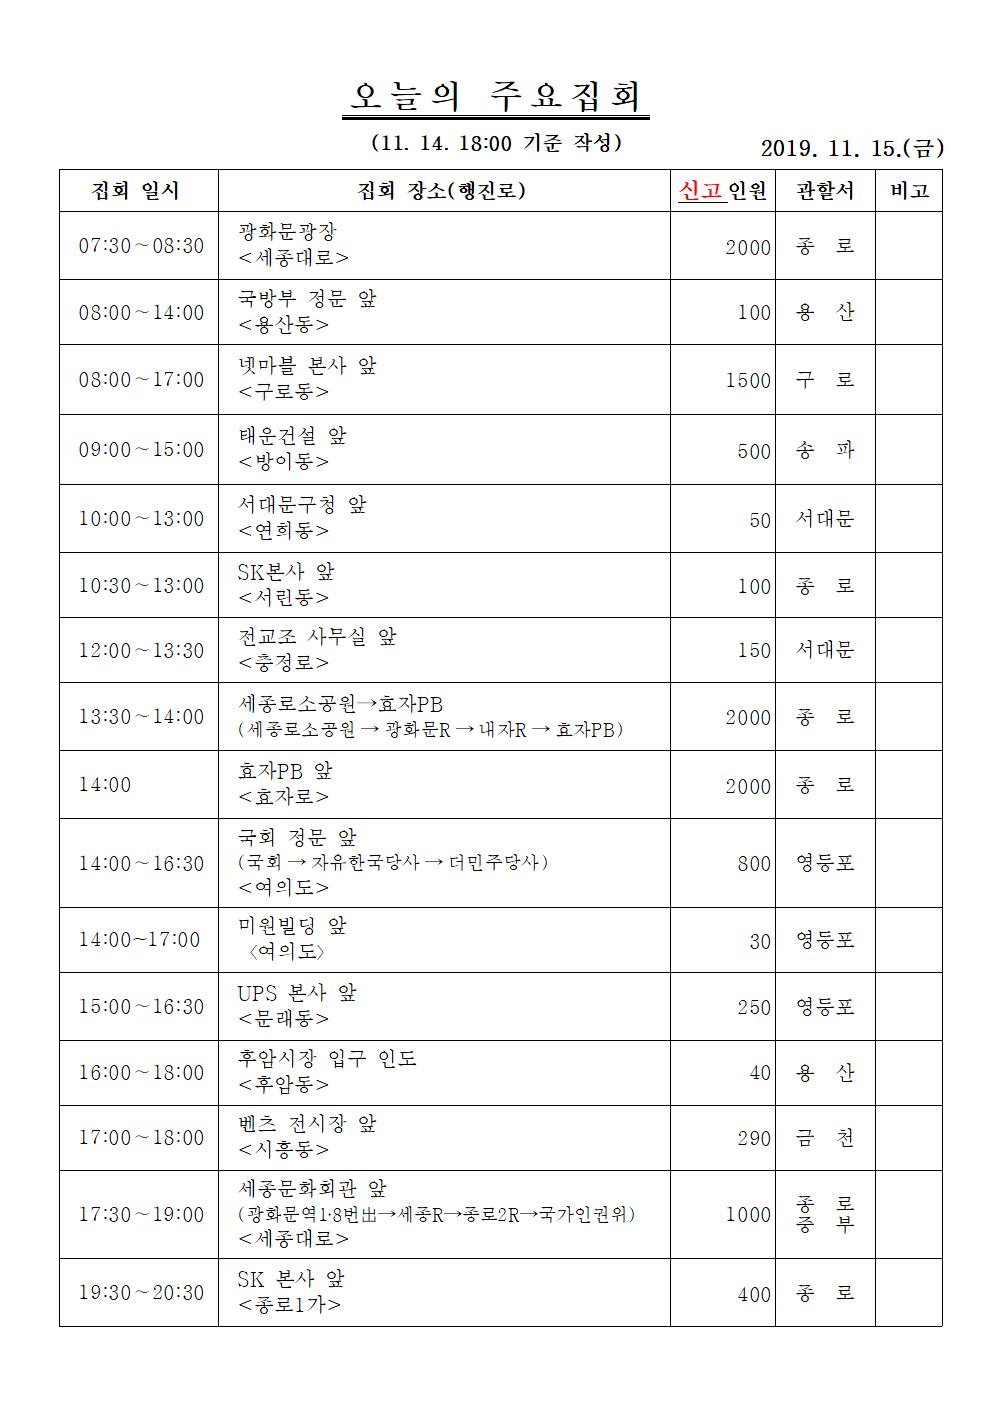 오늘의 주요집회
(11. 14. 18:00 기준 작성)
2019. 11. 15.(금)
집회 일시 집회 장소(행진로) 신고인원 관할서 비고
07:30~08:30 광화문광장 2000 종 로
<세종대로>
08:00~14:00 국방부 정문 앞 100 용 산
<용산동>
08:00~17:00 넷마블 본사 앞 1500 구 로
<구로동>
09:00~15:00 태운건설 앞 500 송 파
<방이동>
10:00~13:00 서대문구청 앞 50 서대문
<연희동>
10:30~13:00 SK본사 앞 100 종 로
<서린동>
12:00~13:30 전교조 사무실 앞 150 서대문
<충정로>
13:30~14:00 세종로소공원→효자PB 2000 종 로
(세종로소공원 → 광화문R → 내자R → 효자PB)
14:00 효자PB 앞 2000 종 로
<효자로>
14:00~16:30 국회 정문 앞 800 영등포
(국회 → 자유한국당사 → 더민주당사)
<여의도>
14:00~17:00 미원빌딩 앞 30 영등포
〈여의도〉
15:00~16:30 UPS 본사 앞 250 영등포
<문래동>
16:00~18:00 후암시장 입구 인도 40 용 산
<후암동>
17:00~18:00 벤츠 전시장 앞 290 금 천
<시흥동>
17:30~19:00 세종문화회관 앞 1000 종 로
(광화문역1·8번出→세종R→종로2R→국가인권위) 중 부
<세종대로>
19:30~20:30 SK 본사 앞 400 종 로
<종로1가>